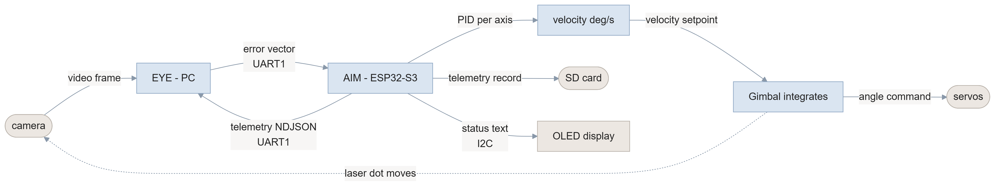 camera
video frame
EYE - PC
error vector
UART1
telemetry NDJSON
UART1
AIM - ESP32-S3
PID per axis
velocity deg/s
velocity setpoint
telemetry record
SD card
status text
I2C
OLED display
Gimbal integrates
angle command
servos
laser dot moves